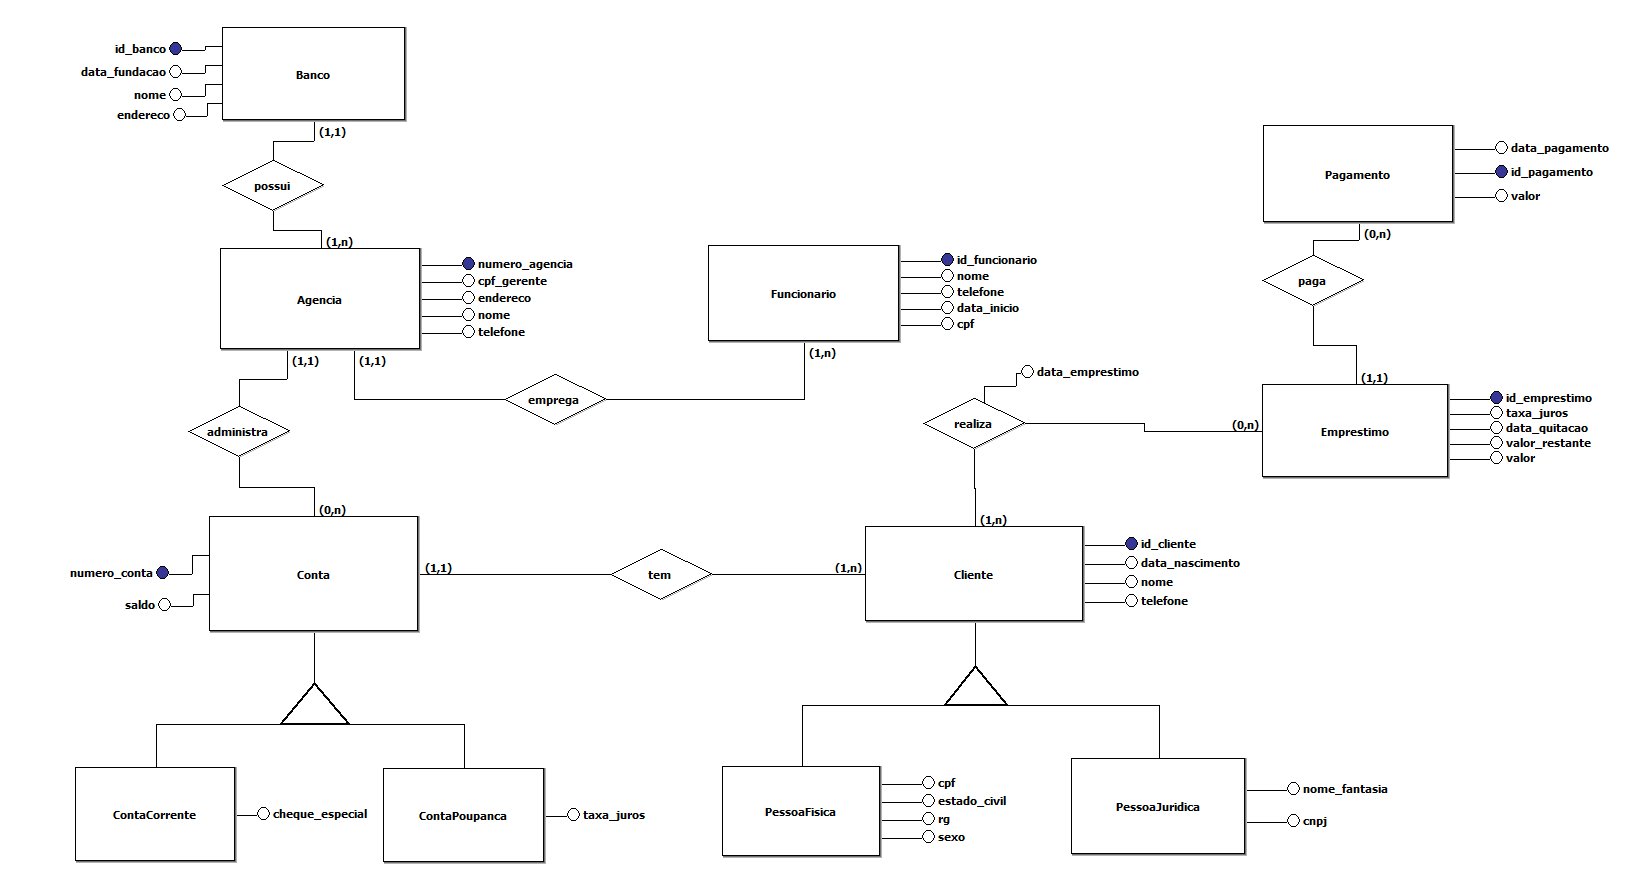 id_banco
data_fundacao
nome
endereco
Banco
(1,1)
possui
(1,n)
Agencia
numero_agencia
cpf_gerente
endereco
nome
telefone
(1,1)
(1,1)
emprega
Funcionario
id_funcionario
nome
telefone
data_inicio
cpf
(1,n)
Pagamento
data_pagamento
id_pagamento
valor
(0,n)
paga
(1,1)
Emprestimo
id_emprestimo
taxa_juros
data_quitacao
valor_restante
valor
data_emprestimo
realiza
(0,n)
(1,n)
administra
(0,n)
numero_conta
saldo
Conta
(1,1)
tem
(1,n)
Cliente
id_cliente
data_nascimento
nome
telefone
ContaCorrente
cheque_especial
ContaPoupanca
taxa_juros
PessoaFisica
cpf
estado_civil
rg
sexo
PessoaJuridica
nome_fantasia
cnpj